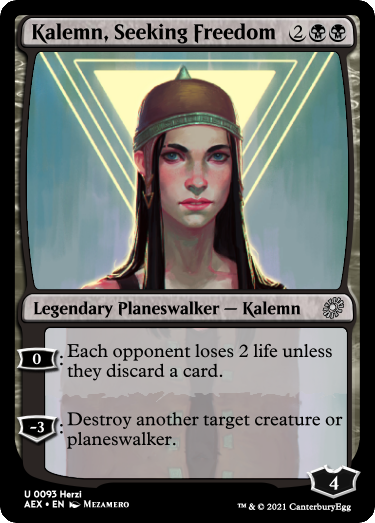 Kalemn, Seeking Freedom 2
Legendary Planeswalker — Kalemn
0: Each opponent loses 2 life unless
they discard a card.
-3: Destroy another target creature or
planeswalker.
4
U 0093 Herzi
AEX • EN Mezamero
™ & © 2021 CanterburyEgg